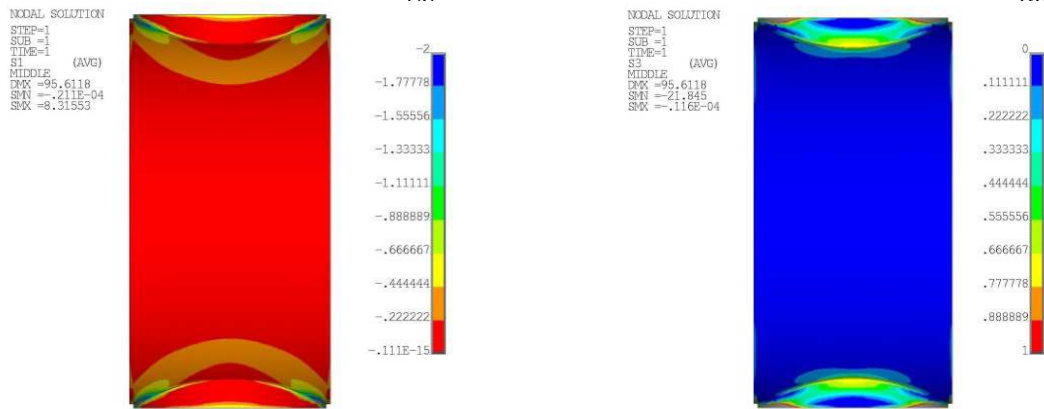 NODAL SOLUTION
STEP=1
SUB =1
TIME=1
S1 (AVG)
MIDDLE
DMX =95.6118
SMN =-.211E-04
SMX =8.31553
-2
-1.77778
-1.55556
-1.33333
-1.11111
-.888889
-.666667
-.444444
-.222222
-.111E-15
NODAL SOLUTION
STEP=1
SUB =1
TIME=1
S3 (AVG)
MIDDLE
DMX =95.6118
SMN =-21.845
SMX =-.116E-04
0
.111111
.222222
.333333
.444444
.555556
.666667
.777778
.888889
1